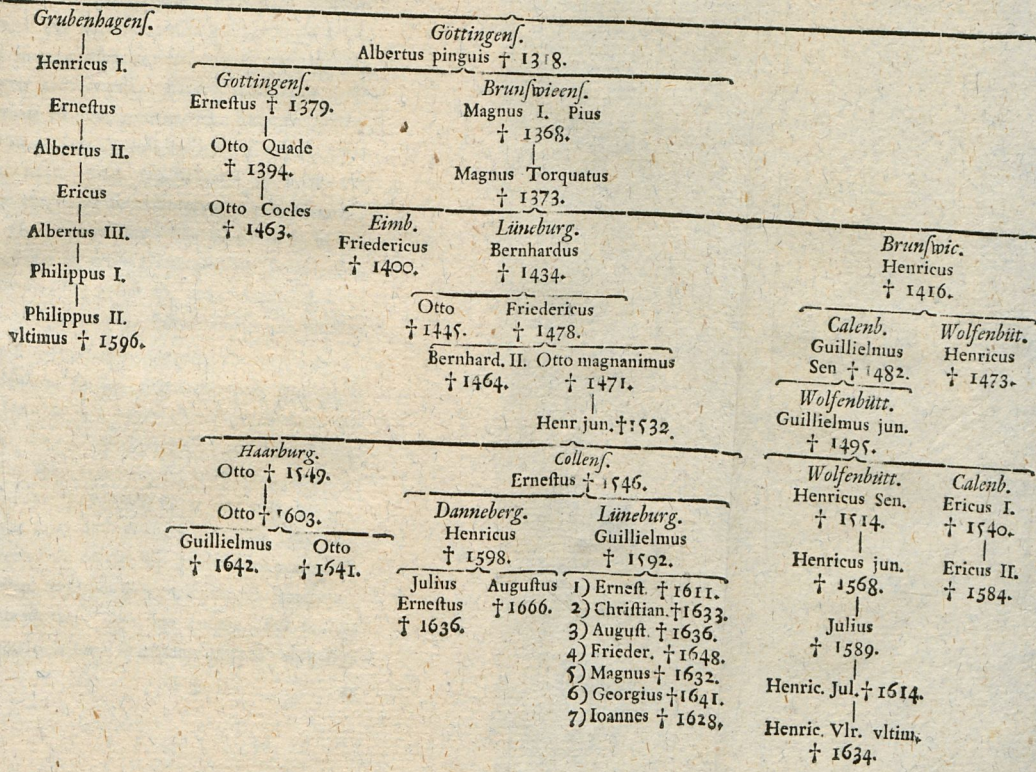 Grubenhagenſ.
Henricus I.
Erneſtus
Albertus II.
Ericus
Albertus III.
Philippus I.
Philippus II.
vltimus † 1596.
Göttingenſ.
Albertus pinguis † 1318.
Gottingenſ.
Erneſtus † 1379.
Otto Quade
† 1394.
Otto Cocles
† 1463.
Brunſwieenſ.
Magnus I. Pius
† 1368.
Magnus Torquatus
† 1373.
Eimb.
Friedericus
† 1400.
Lüneburg.
Bernhardus
† 1434.
Otto
† 1445.
Friedericus
† 1478.
Bernhard. II.
† 1464.
Otto magnanimus
† 1471.
Henr jun. † 1532.
Haarburg.
Otto † 1549.
Otto † 1603.
Guillielmus
† 1642.
Otto
† 1641.
Collenſ.
Erneſtus † 1546.
Danneberg.
Henricus
† 1598.
Julius
Erneſtus
† 1636.
Auguſtus
† 1666.
Lüneburg.
Guillielmus
† 1592.
1) Erneſt. † 1611.
2) Chriſtian. † 1633.
3) Auguſt. † 1636.
4) Frieder. † 1648.
5) Magnus † 1632.
6) Georgius † 1641.
7) Ioannes † 1628.
Brunſwic.
Henricus
† 1416.
Calenb.
Guillielmus
Sen † 1482.
Wolfenbüt.
Henricus
† 1473.
Wolfenbütt.
Guillielmus jun.
† 1495.
Wolfenbütt.
Henricus Sen.
† 1514.
Henricus jun.
† 1568.
Julius
† 1589.
Henric. Jul. † 1614.
Henric. Vlr. vltim.
† 1634.
Calenb.
Ericus I.
† 1540.
Ericus II.
† 1584.